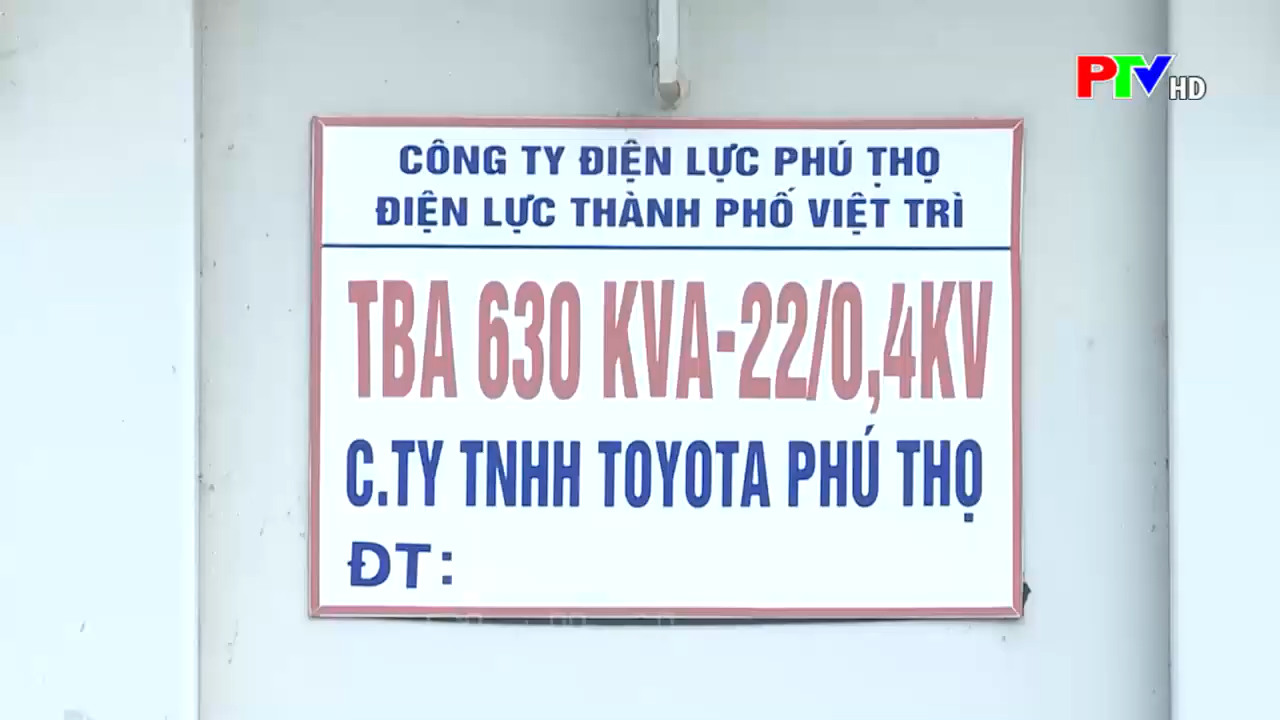 PTV HD
CÔNG TY ĐIỆN LỰC PHÚ THỌ
ĐIỆN LỰC THÀNH PHỐ VIỆT TRÌ
TBA 630 KVA-22/0,4KV
C.TY TNHH TOYOTA PHÚ THỌ
ĐT: